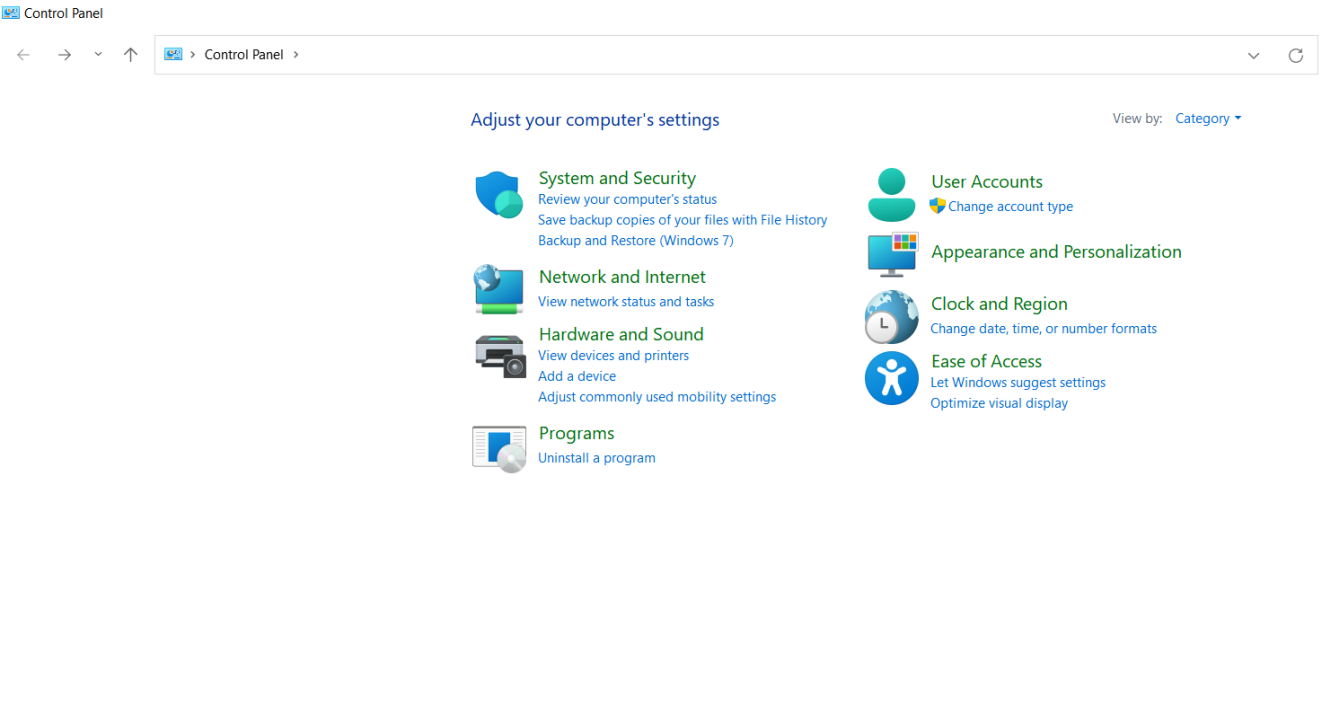 Control Panel
Control Panel
Adjust your computer's settings
View by: Category
System and Security
Review your computer's status
Save backup copies of your files with File History
Backup and Restore (Windows 7)
Network and Internet
View network status and tasks
Hardware and Sound
View devices and printers
Add a device
Adjust commonly used mobility settings
Programs
Uninstall a program
User Accounts
Change account type
Appearance and Personalization
Clock and Region
Change date, time, or number formats
Ease of Access
Let Windows suggest settings
Optimize visual display